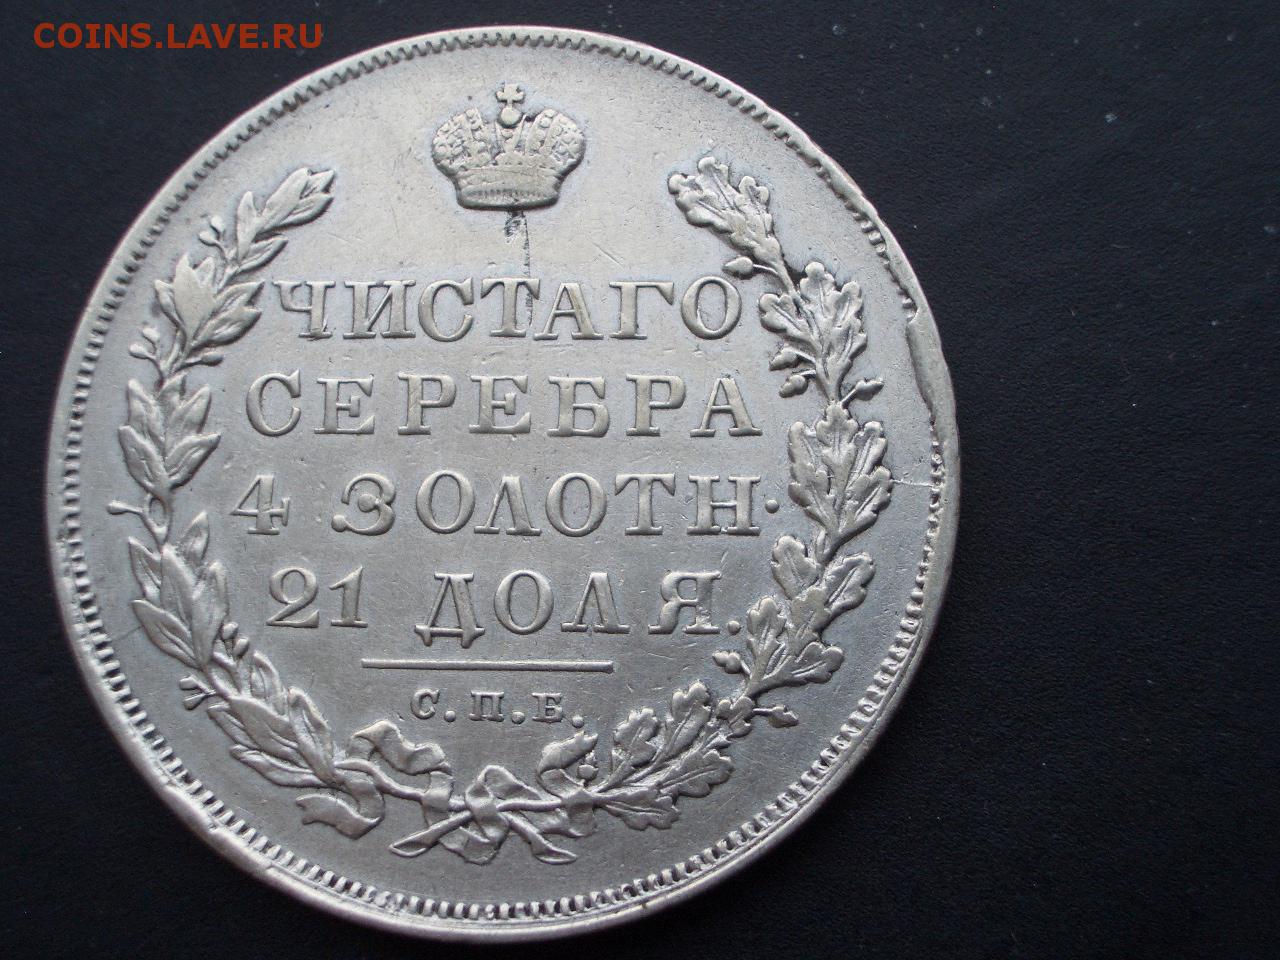 COINS.LAVE.RU
ЧИСТАГО
СЕРЕБРА
4 ЗОЛОТН.
21 ДОЛЯ.
С.П.Б.